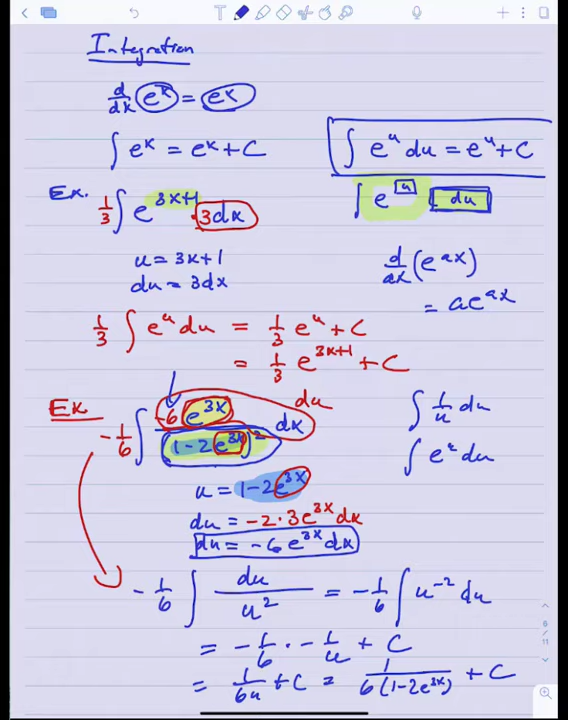 Integration
d/dx e^x = e^x
∫ e^x = e^x + C
∫ e^u du = e^u + C
Ex. 1/3 ∫ e^(3x+1) · 3dx
∫ e^u du
u = 3x+1
du = 3dx
d/dx (e^(ax))
= ae^(ax)
1/3 ∫ e^u du = 1/3 e^u + C
= 1/3 e^(3x+1) + C
Ex. -1/6 ∫ -6 e^(3x) / (1-2e^(3x))^2 dx
du
∫ 1/u du
∫ e^u du
u = 1-2e^(3x)
du = -2·3e^(3x) dx
du = -6e^(3x) dx
-1/6 ∫ du/u^2 = -1/6 ∫ u^(-2) du
= -1/6 · -1/u + C
= 1/(6u) + C = 1/(6(1-2e^(3x))) + C
6
11